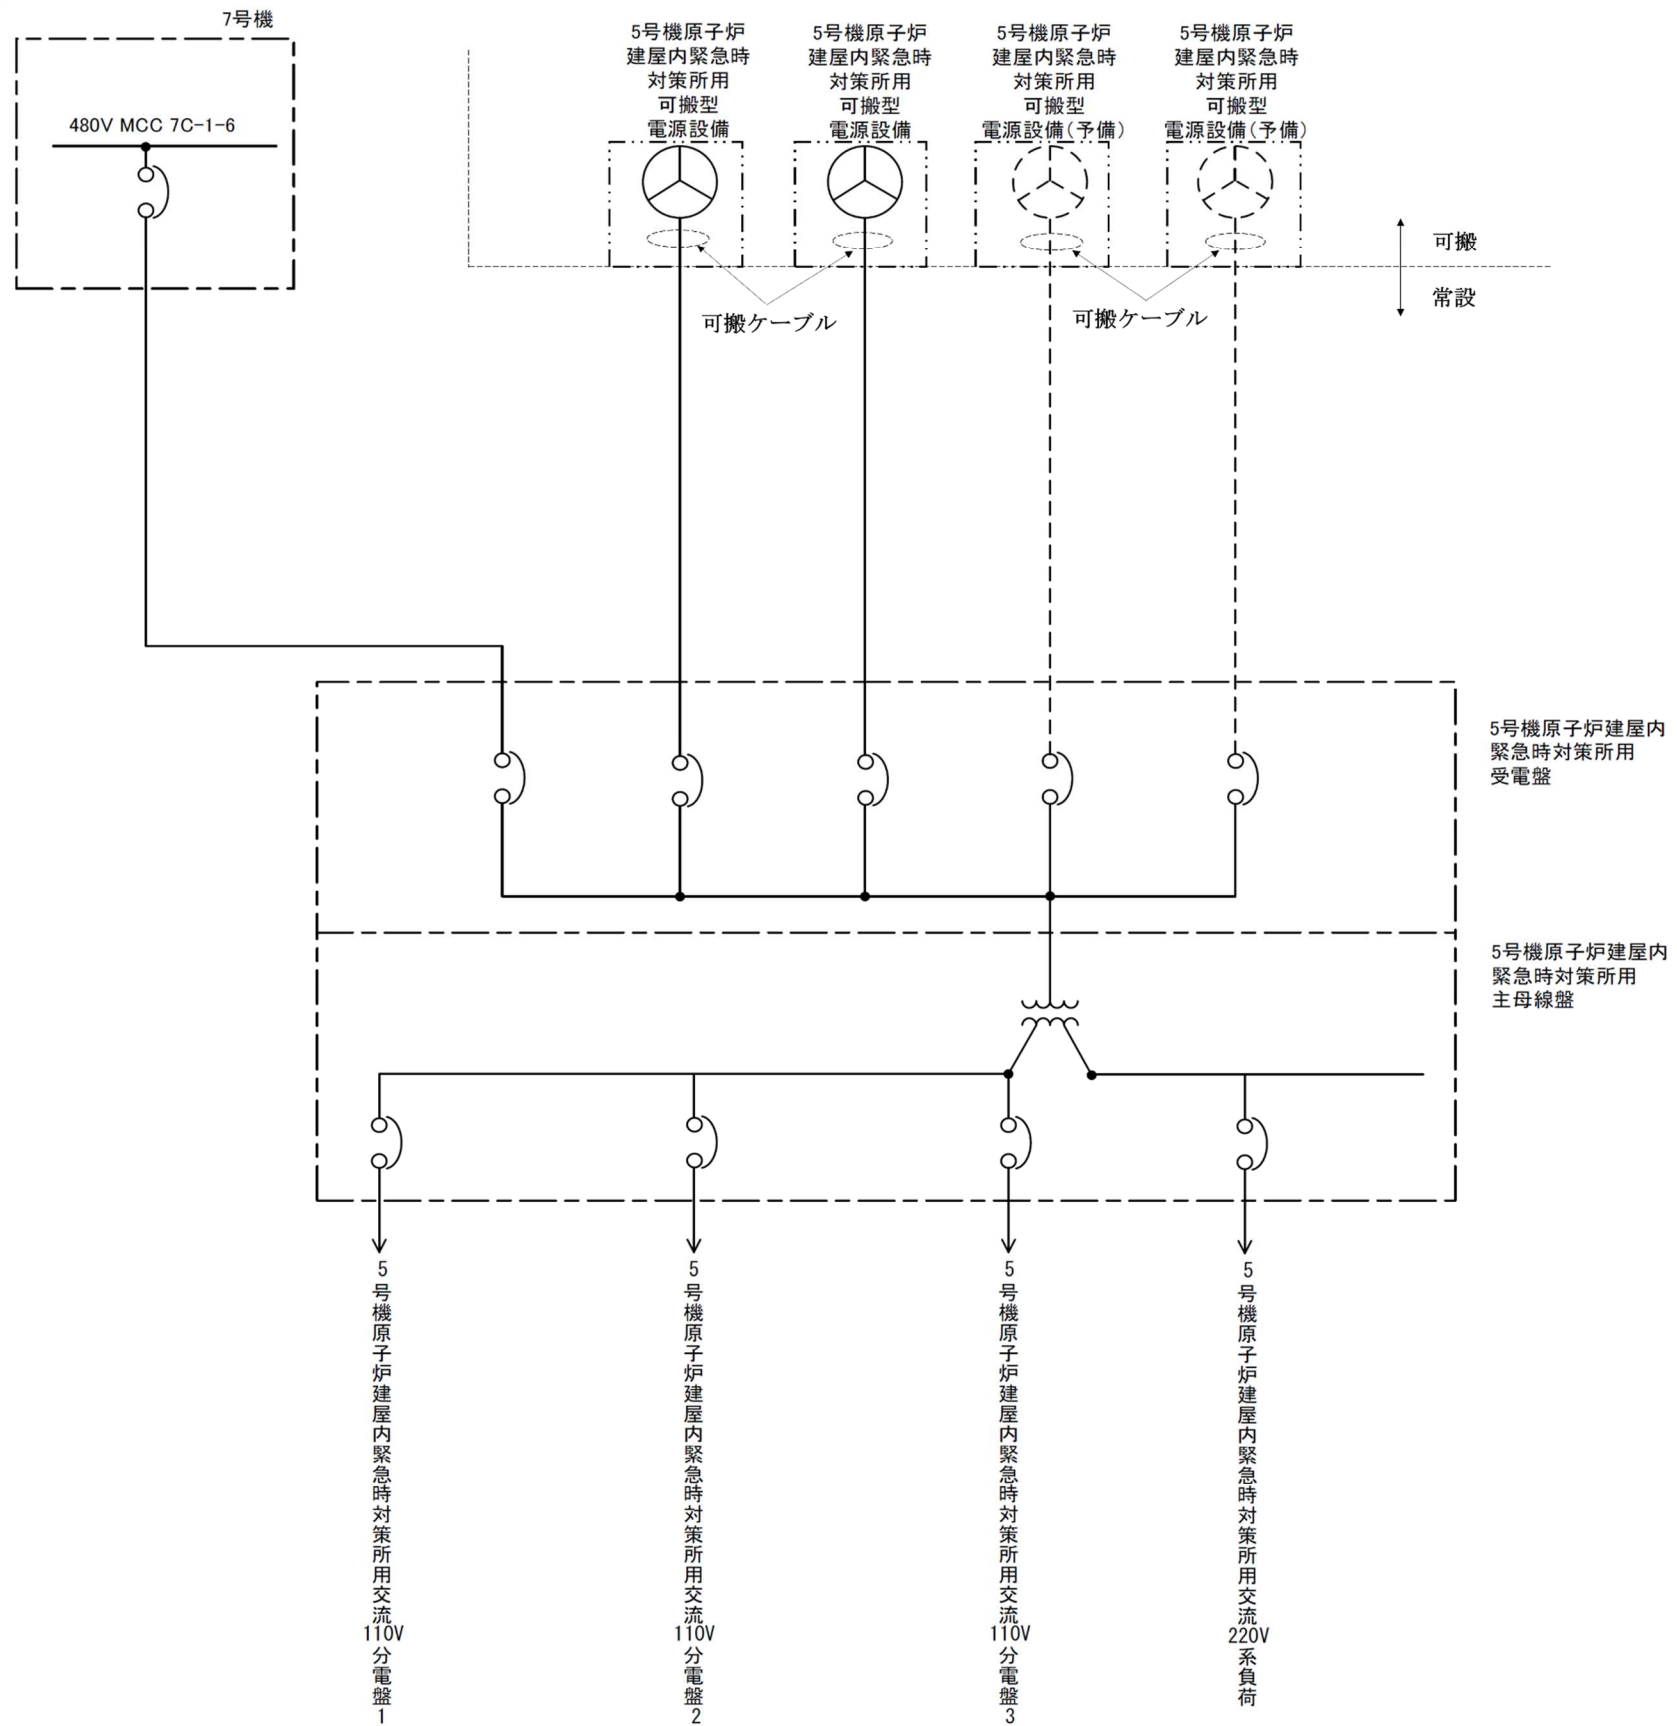 7号機
480V MCC 7C-1-6
5号機原子炉
建屋内緊急時
対策所用
可搬型
電源設備
5号機原子炉
建屋内緊急時
対策所用
可搬型
電源設備
5号機原子炉
建屋内緊急時
対策所用
可搬型
電源設備(予備)
5号機原子炉
建屋内緊急時
対策所用
可搬型
電源設備(予備)
可搬
常設
可搬ケーブル
可搬ケーブル
5号機原子炉建屋内
緊急時対策所用
受電盤
5号機原子炉建屋内
緊急時対策所用
主母線盤
5号機原子炉建屋内緊急時対策所用交流110V分電盤1
5号機原子炉建屋内緊急時対策所用交流110V分電盤2
5号機原子炉建屋内緊急時対策所用交流110V分電盤3
5号機原子炉建屋内緊急時対策所用交流220V系負荷